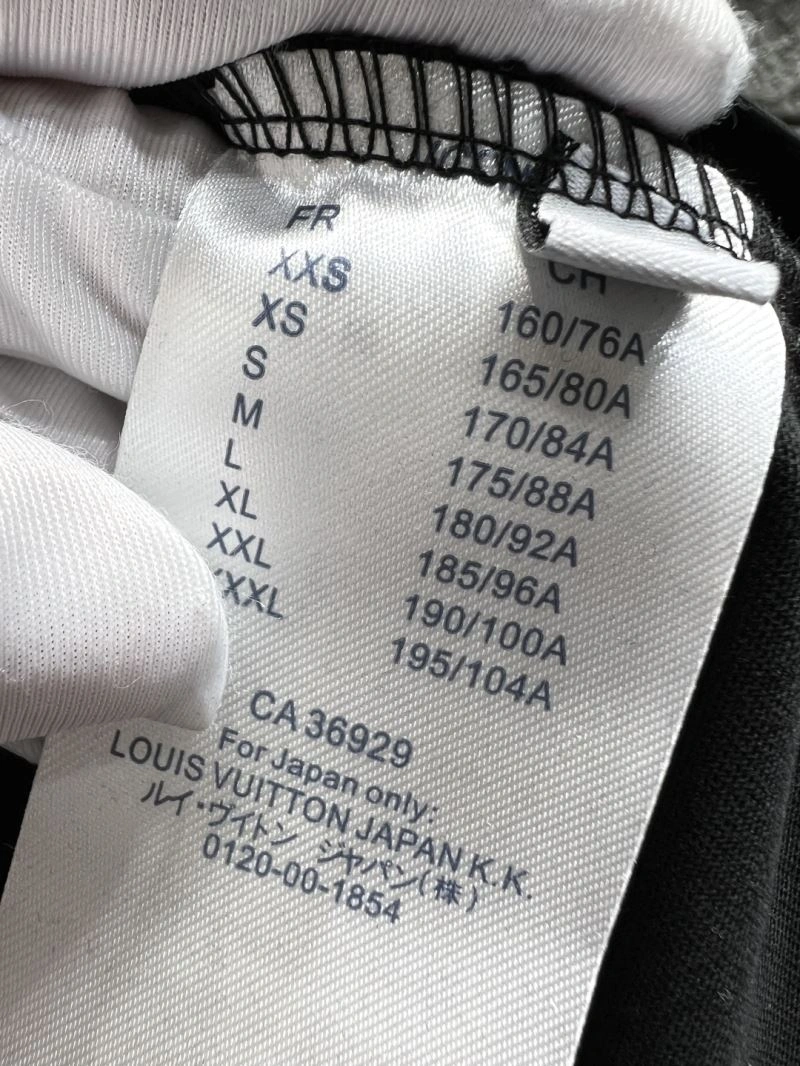 FR CH
XXS 160/76A
XS 165/80A
S 170/84A
M 175/88A
L 180/92A
XL 185/96A
XXL 190/100A
XXXL 195/104A
CA 36929
For Japan only:
LOUIS VUITTON JAPAN K.K.
ルイ・ヴィトン ジャパン(株)
0120-00-1854